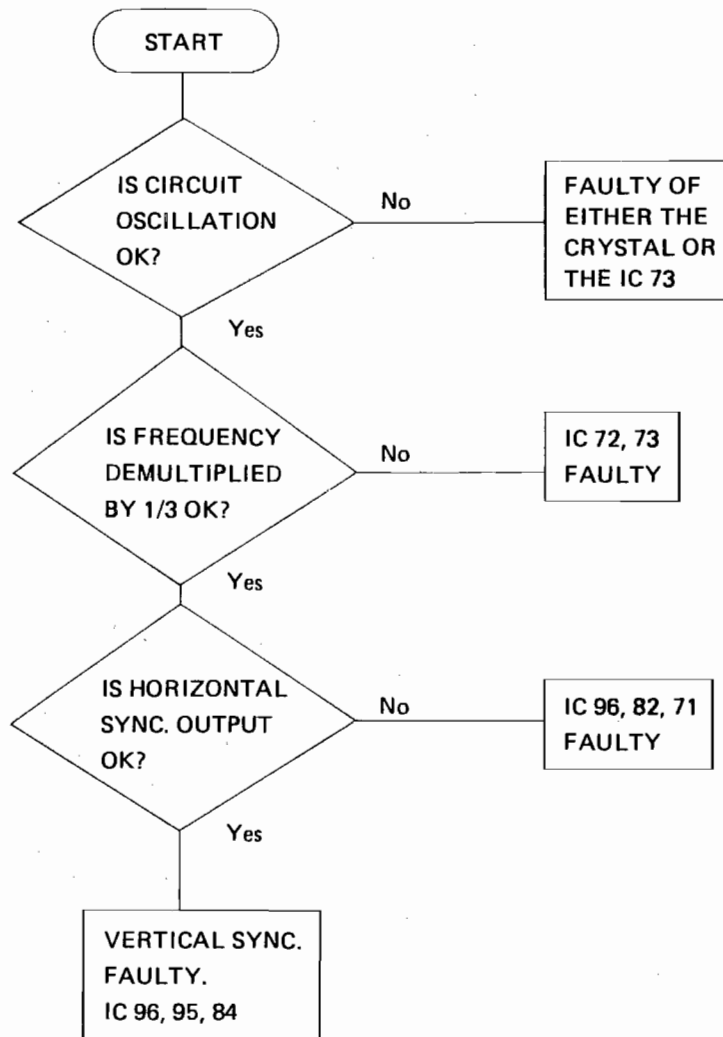 START
IS CIRCUIT
OSCILLATION
OK?
No
FAULTY OF
EITHER THE
CRYSTAL OR
THE IC 73
Yes
IS FREQUENCY
DEMULTIPLIED
BY 1/3 OK?
No
IC 72, 73
FAULTY
Yes
IS HORIZONTAL
SYNC. OUTPUT
OK?
No
IC 96, 82, 71
FAULTY
Yes
VERTICAL SYNC.
FAULTY.
IC 96, 95, 84